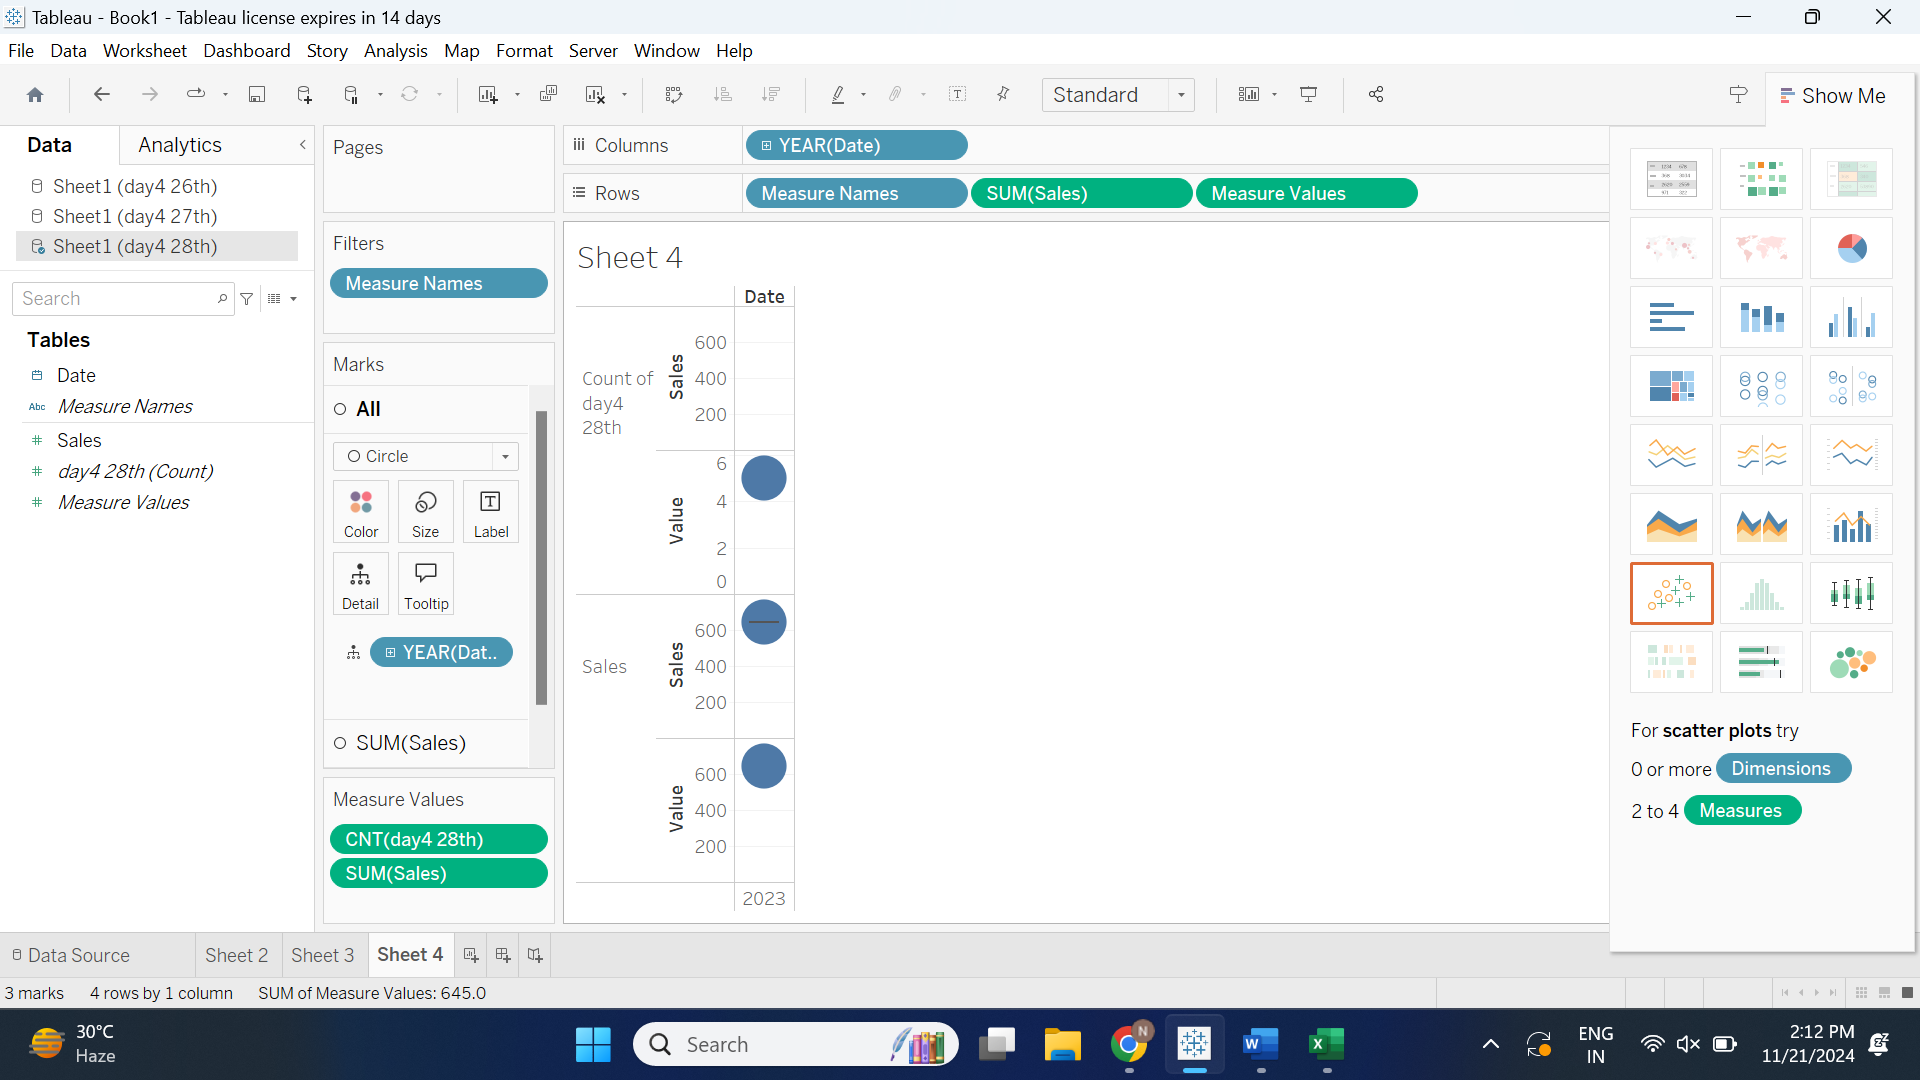 Tableau - Book1 - Tableau license expires in 14 days
File Data Worksheet Dashboard Story Analysis Map Format Server Window Help
Standard
Show Me
Data Analytics
Sheet1 (day4 26th)
Sheet1 (day4 27th)
Sheet1 (day4 28th)
Search
Tables
Date
Abc Measure Names
Sales
day4 28th (Count)
Measure Values
Pages
Filters
Measure Names
Marks
All
Circle
Color Size Label
Detail Tooltip
YEAR(Dat..
SUM(Sales)
Measure Values
CNT(day4 28th)
SUM(Sales)
Columns YEAR(Date)
Rows Measure Names SUM(Sales) Measure Values
Sheet 4
Date
Count of
day4
28th
Sales
600
400
200
Value
6
4
2
0
Sales
Sales
600
400
200
Value
600
400
200
2023
For scatter plots try
0 or more Dimensions
2 to 4 Measures
Data Source Sheet 2 Sheet 3 Sheet 4
3 marks 4 rows by 1 column SUM of Measure Values: 645.0
30°C
Haze
Search
N
ENG
IN
2:12 PM
11/21/2024